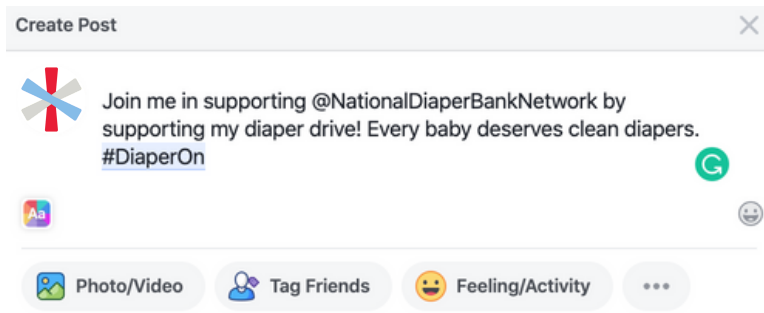 Create Post
Join me in supporting @NationalDiaperBankNetwork by
supporting my diaper drive! Every baby deserves clean diapers.
#DiaperOn
Aa
Photo/Video
Tag Friends
Feeling/Activity